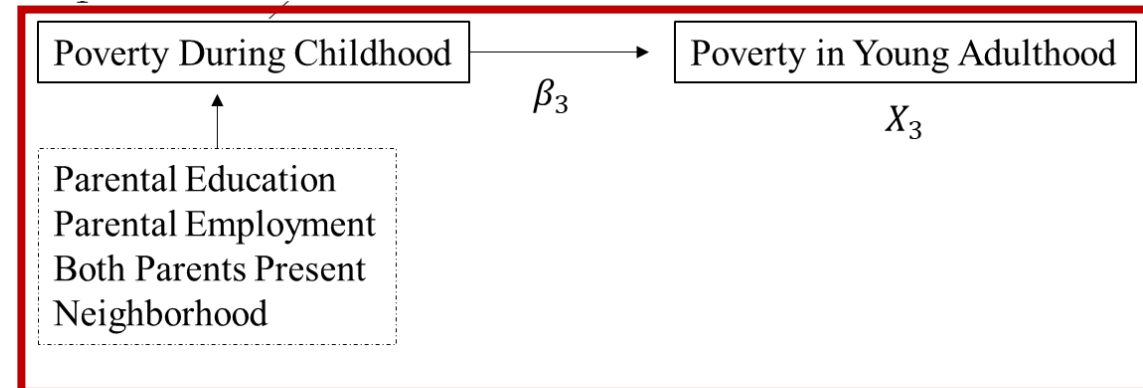 Poverty During Childhood
Poverty in Young Adulthood
β₃
X₃
Parental Education
Parental Employment
Both Parents Present
Neighborhood